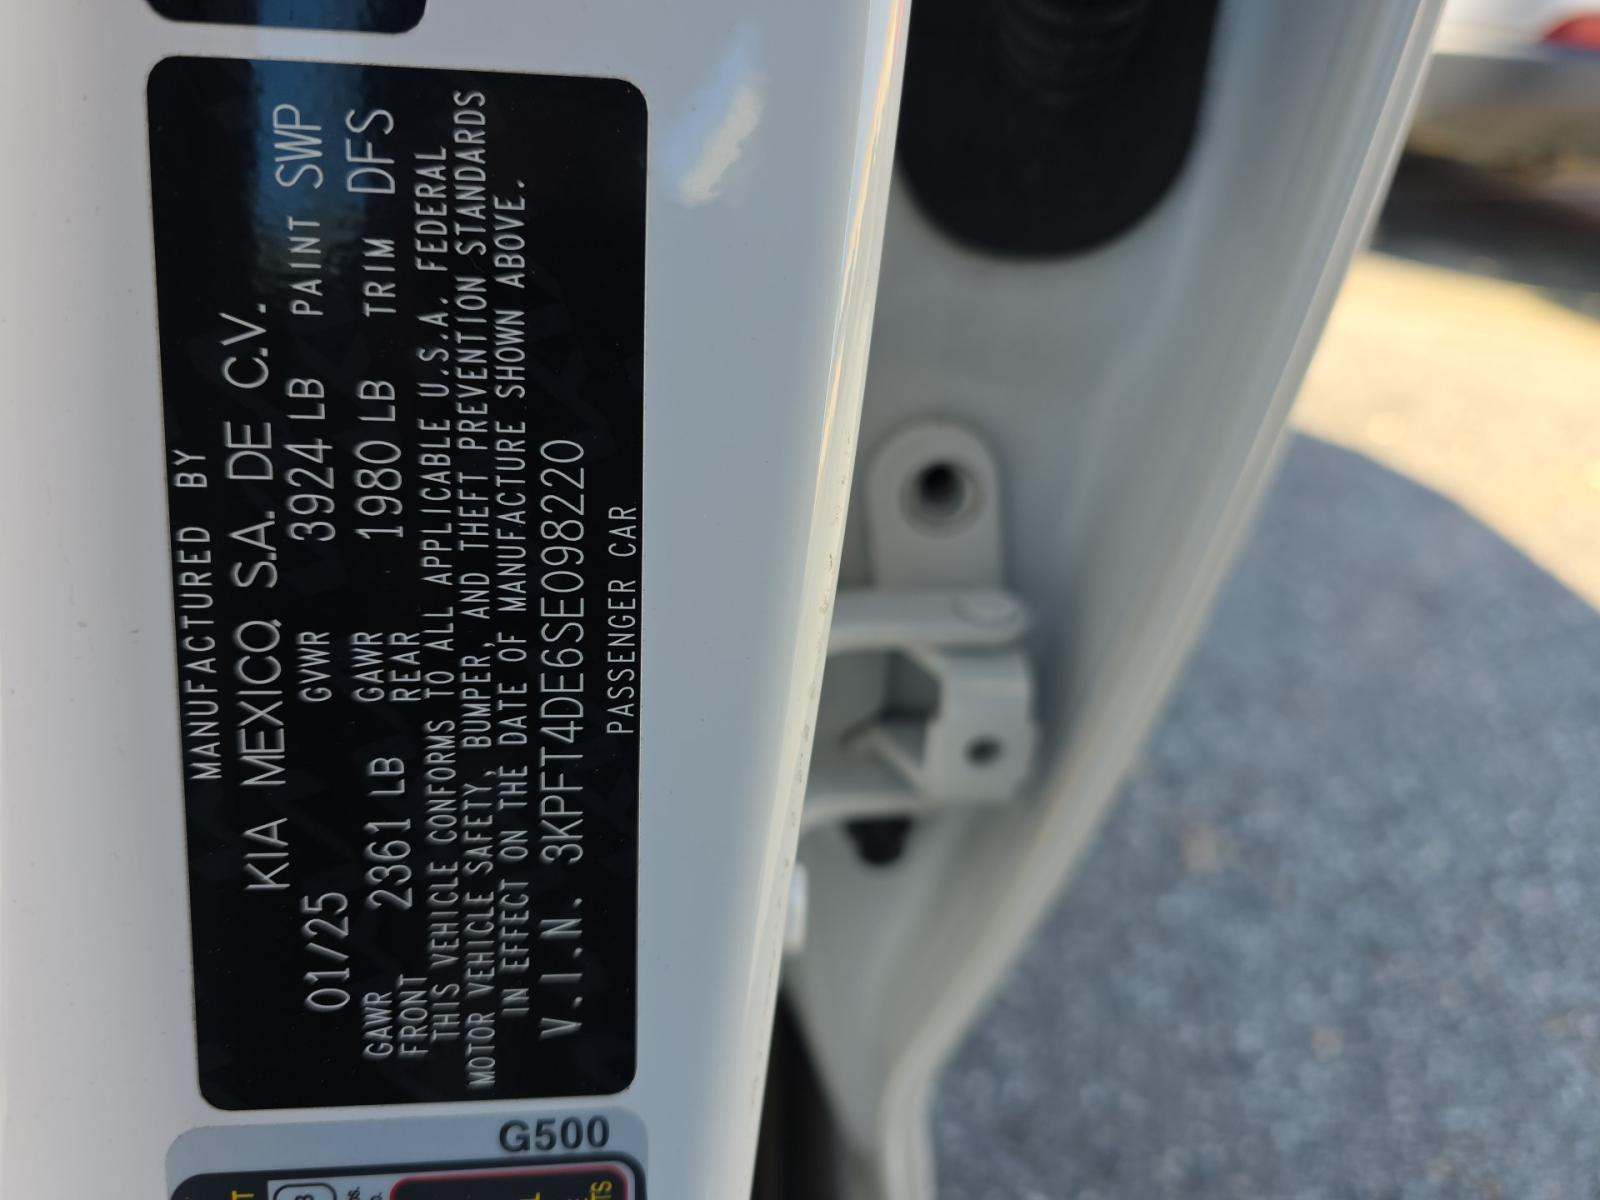 MANUFACTURED BY
KIA MEXICO, S.A. DE C.V.
01/25 GVWR 3924 LB PAINT SWP
GAWR FRONT 2361 LB GAWR REAR 1980 LB TRIM DFS
THIS VEHICLE CONFORMS TO ALL APPLICABLE U.S.A. FEDERAL
MOTOR VEHICLE SAFETY, BUMPER, AND THEFT PREVENTION STANDARDS
IN EFFECT ON THE DATE OF MANUFACTURE SHOWN ABOVE.
V.I.N. 3KPFT4DE6SE098220
PASSENGER CAR
G500